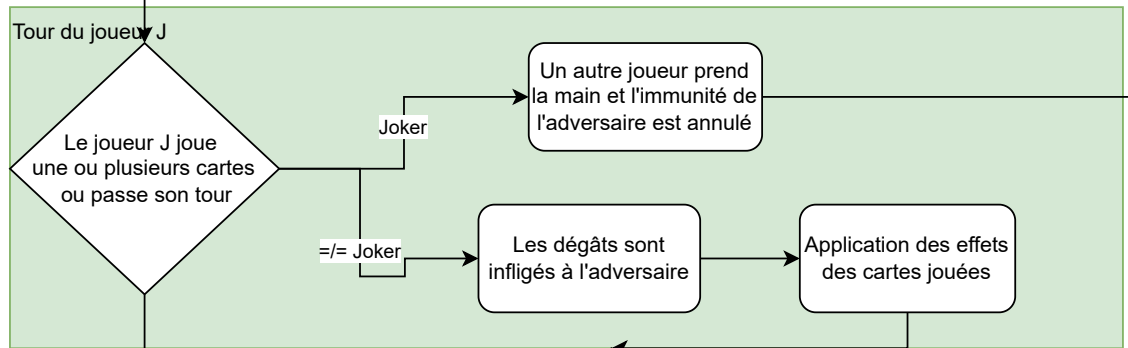 Tour du joueur J
Le joueur J joue
une ou plusieurs cartes
ou passe son tour
Joker
Un autre joueur prend
la main et l'immunité de
l'adversaire est annulé
=/= Joker
Les dégâts sont
infligés à l'adversaire
Application des effets
des cartes jouées